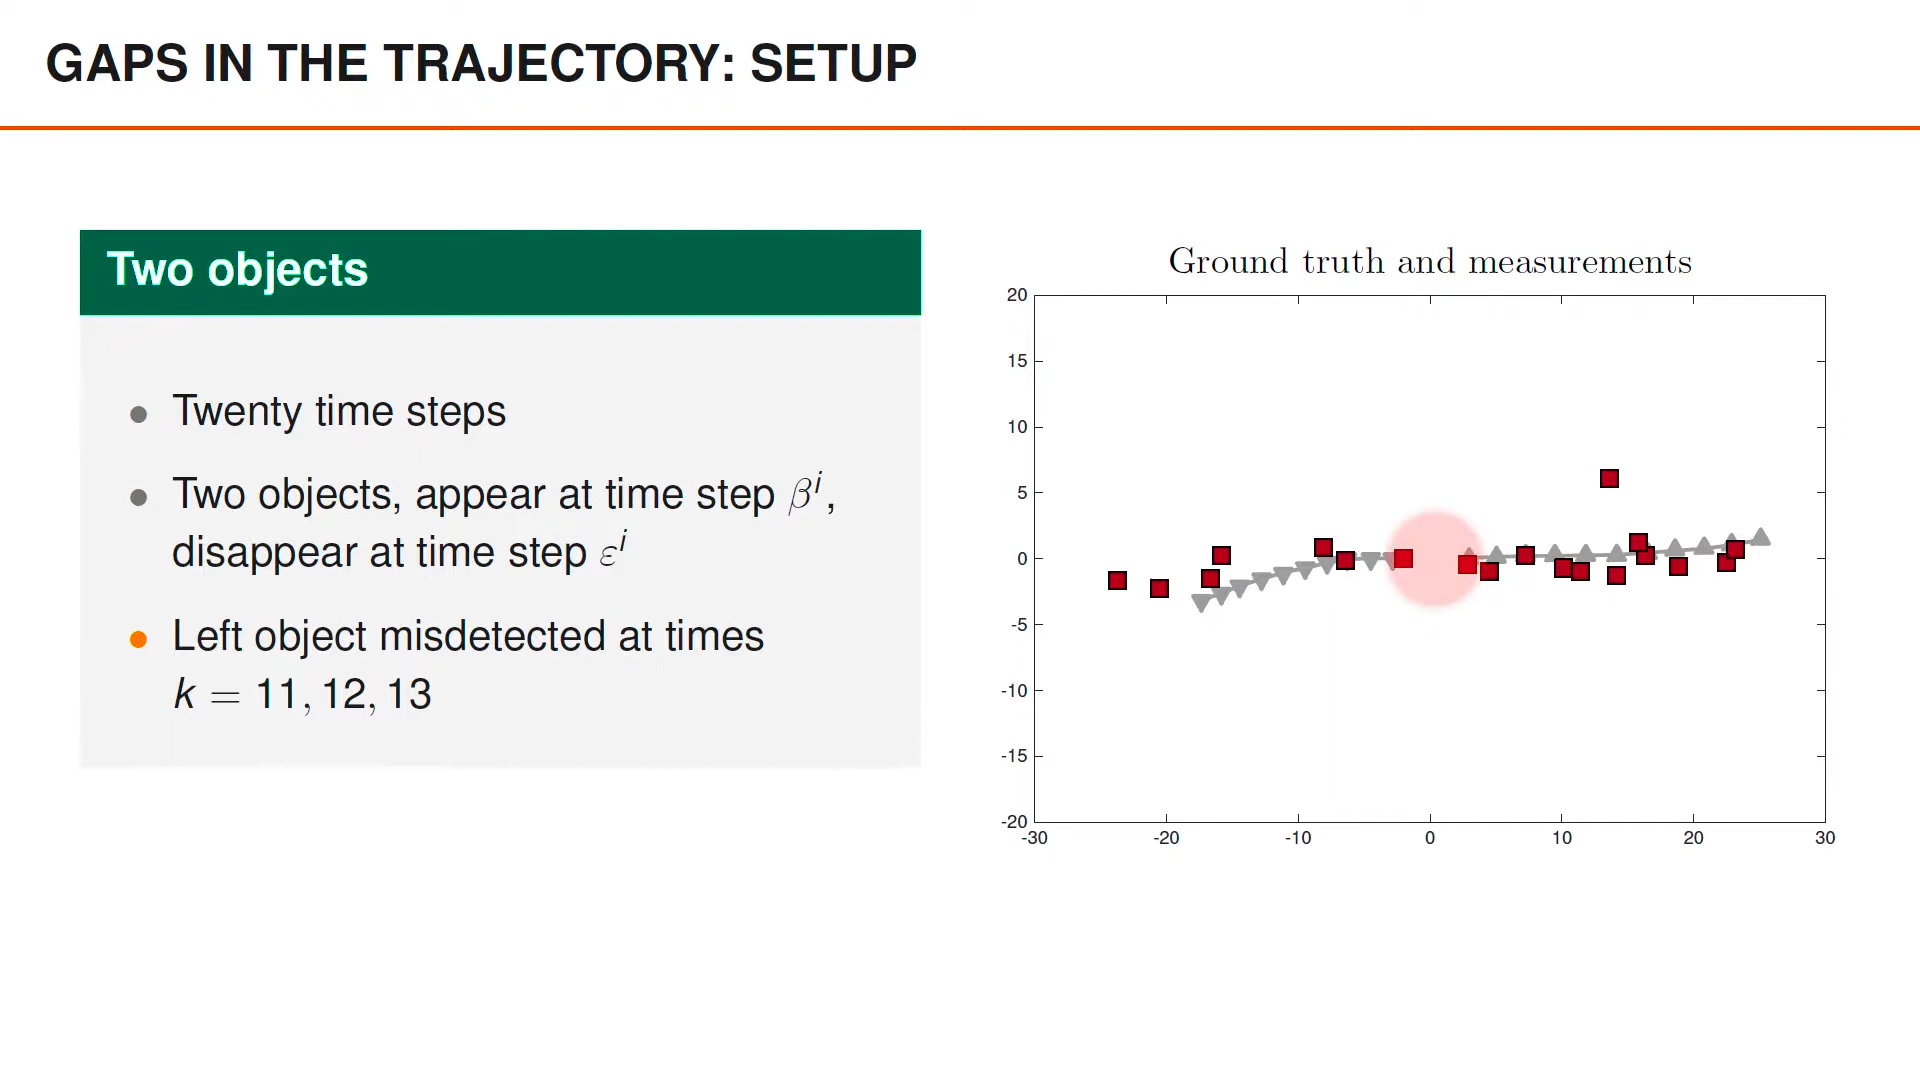 GAPS IN THE TRAJECTORY: SETUP
Two objects
Twenty time steps
Two objects, appear at time step βⁱ,
disappear at time step εⁱ
Left object misdetected at times
k = 11, 12, 13
Ground truth and measurements
20
15
10
5
0
-5
-10
-15
-20
-30 -20 -10 0 10 20 30